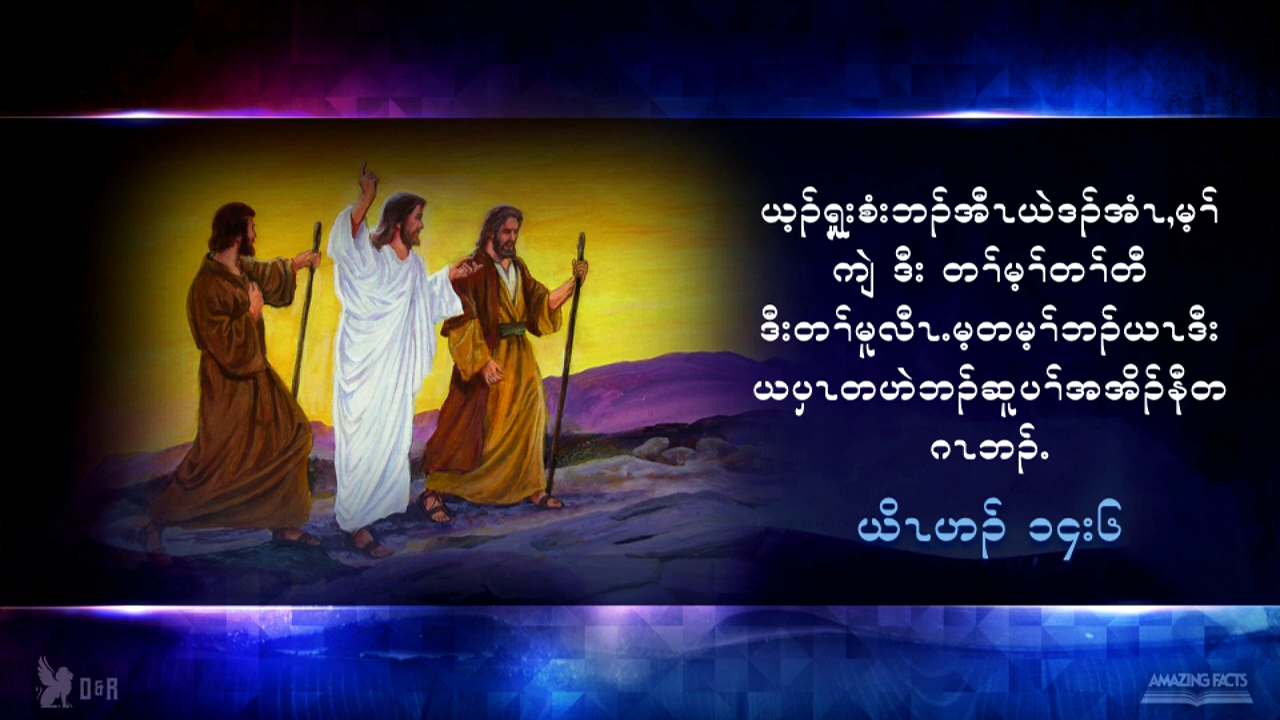 ယ့ၣ်ရှူးစံးဘၣ်အီၤယဲဒၣ်အံၤ,မ့ၢ်
ကျဲ ဒီး တၢ်မ့ၢ်တၢ်တီ
ဒီးတၢ်မူလီၤ.မ့တမ့ၢ်ဘၣ်ယၤဒီး
ယပှၤတဟဲဘၣ်ဆူပၢ်အအိၣ်နီတ
ဂၤဘၣ်.
ယိၤဟၣ် ၁၄း၆
D&R
AMAZING FACTS